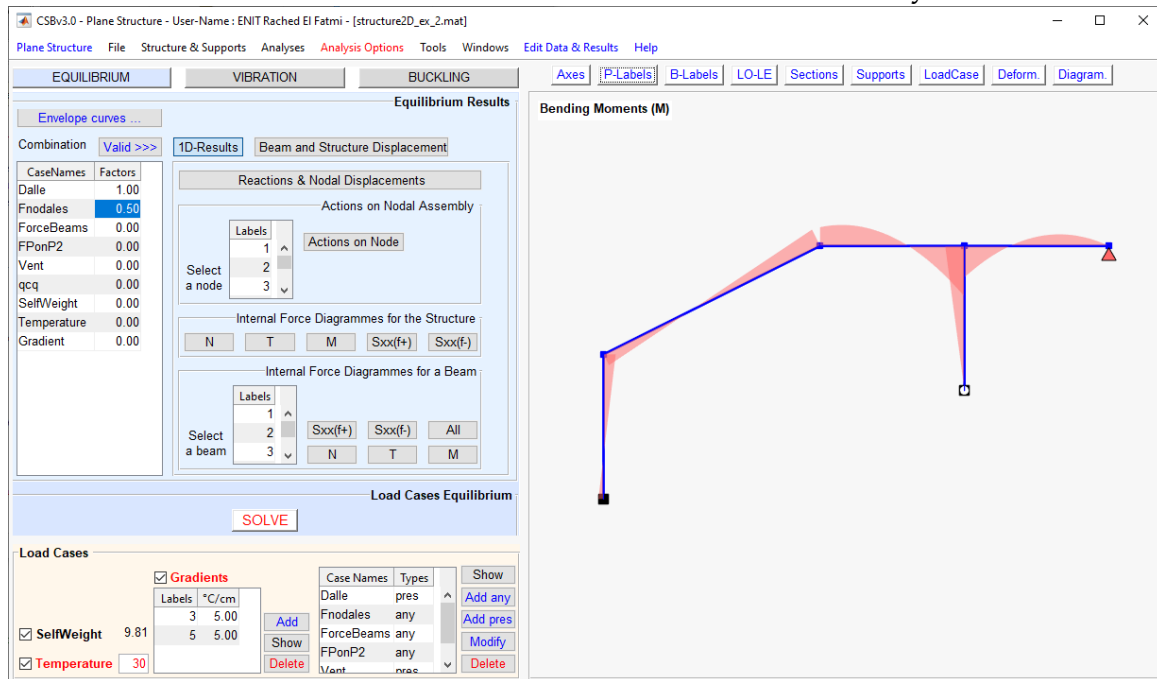 CSBv3.0 - Plane Structure - User-Name : ENIT Rached El Fatmi - [structure2D_ex_2.mat]
Plane Structure File Structure & Supports Analyses Analysis Options Tools Windows Edit Data & Results Help
EQUILIBRIUM VIBRATION BUCKLING
Axes P-Labels B-Labels LO-LE Sections Supports LoadCase Deform. Diagram.
Equilibrium Results
Envelope curves ...
Combination Valid >>> 1D-Results Beam and Structure Displacement
CaseNames Factors
Dalle 1.00
Fnodales 0.50
ForceBeams 0.00
FPonP2 0.00
Vent 0.00
qcq 0.00
SelfWeight 0.00
Temperature 0.00
Gradient 0.00
Reactions & Nodal Displacements
Actions on Nodal Assembly
Select a node
Labels
1
2
3
Actions on Node
Internal Force Diagrammes for the Structure
N T M Sxx(f+) Sxx(f-)
Internal Force Diagrammes for a Beam
Select a beam
Labels
1
2
3
Sxx(f+) Sxx(f-) All
N T M
Load Cases Equilibrium
SOLVE
Load Cases
SelfWeight 9.81
Temperature 30
Gradients
Labels °C/cm
3 5.00
5 5.00
Add
Show
Delete
Case Names Types
Dalle pres
Fnodales any
ForceBeams any
FPonP2 any
Vent pres
Show
Add any
Add pres
Modify
Delete
Bending Moments (M)